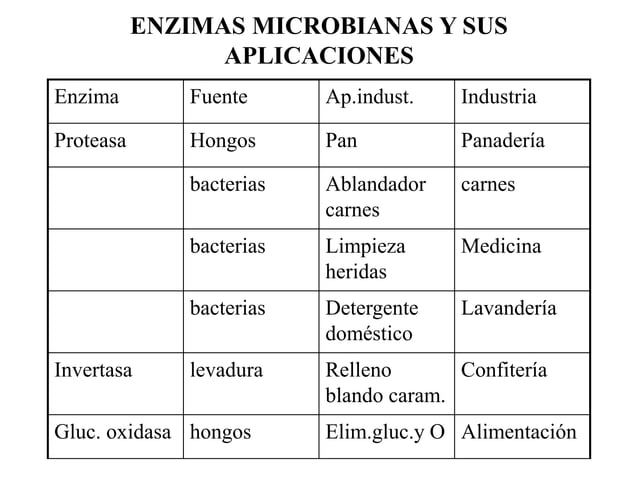 ENZIMAS MICROBIANAS Y SUS
APLICACIONES
Enzima Fuente Ap.indust. Industria
Proteasa Hongos Pan Panadería
bacterias Ablandador carnes
carnes
bacterias Limpieza Medicina
heridas
bacterias Detergente Lavandería
doméstico
Invertasa levadura Relleno Confitería
blando caram.
Gluc. oxidasa hongos Elim.gluc.y O Alimentación